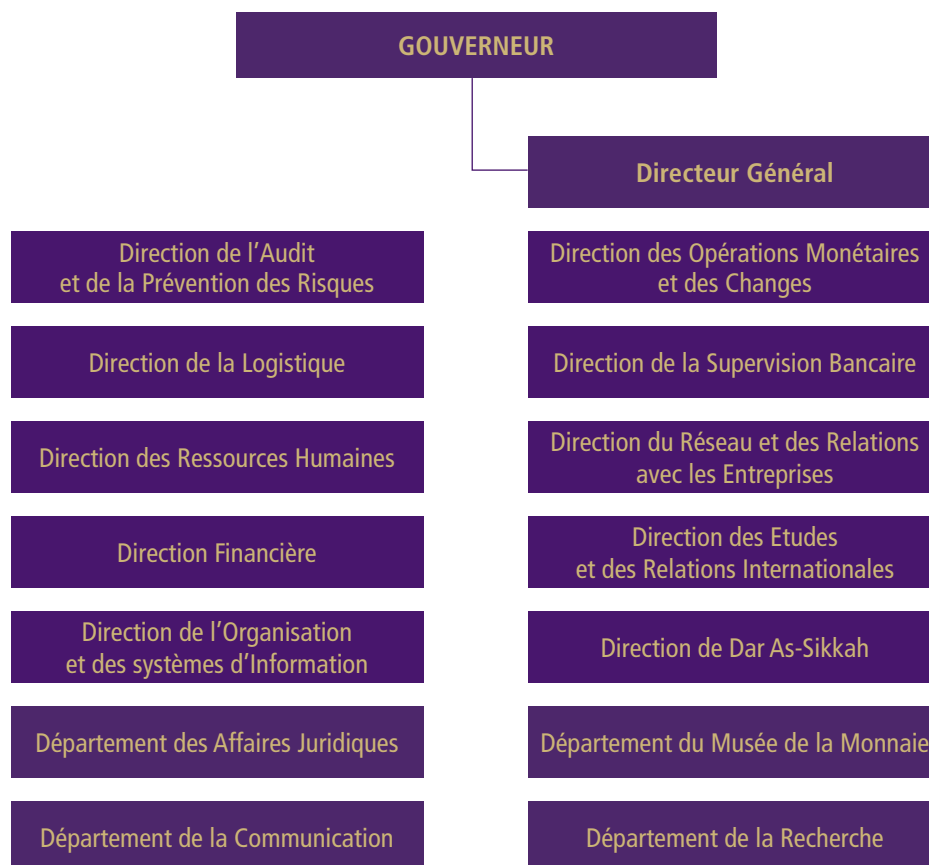 GOUVERNEUR
Directeur Général
Direction de l'Audit
et de la Prévention des Risques
Direction des Opérations Monétaires
et des Changes
Direction de la Logistique
Direction de la Supervision Bancaire
Direction des Ressources Humaines
Direction du Réseau et des Relations
avec les Entreprises
Direction Financière
Direction des Etudes
et des Relations Internationales
Direction de l'Organisation
et des systèmes d'Information
Direction de Dar As-Sikkah
Département des Affaires Juridiques
Département du Musée de la Monnaie
Département de la Communication
Département de la Recherche